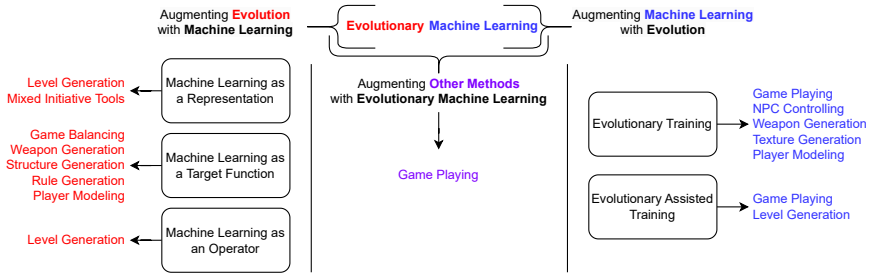 Augmenting Evolution
with Machine Learning
Evolutionary Machine Learning
Augmenting Machine Learning
with Evolution
Level Generation
Mixed Initiative Tools
Machine Learning as
a Representation
Game Balancing
Weapon Generation
Structure Generation
Rule Generation
Player Modeling
Machine Learning as
a Target Function
Level Generation
Machine Learning as
an Operator
Augmenting Other Methods
with Evolutionary Machine Learning
Game Playing
Evolutionary Training
Game Playing
NPC Controlling
Weapon Generation
Texture Generation
Player Modeling
Evolutionary Assisted
Training
Game Playing
Level Generation